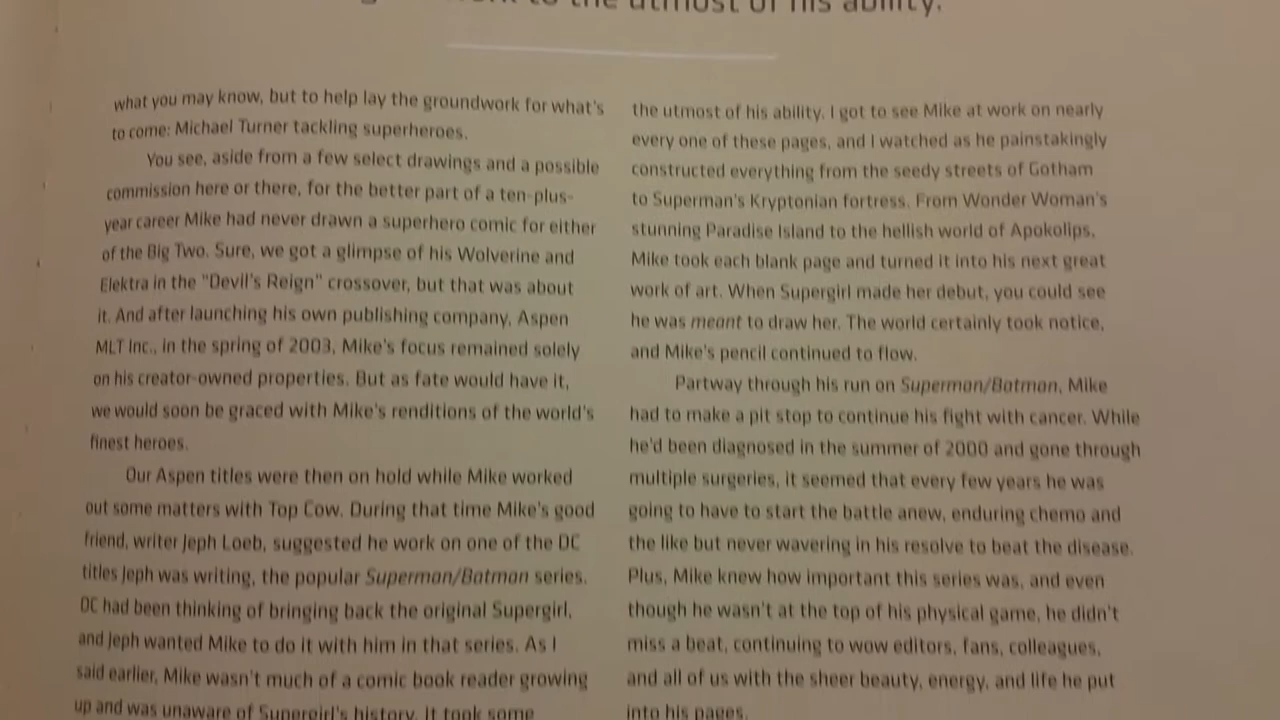 to the utmost of his ability.
what you may know, but to help lay the groundwork for what's
to come: Michael Turner tackling superheroes.
You see, aside from a few select drawings and a possible
commission here or there, for the better part of a ten-plus-
year career Mike had never drawn a superhero comic for either
of the Big Two. Sure, we got a glimpse of his Wolverine and
Elektra in the "Devil's Reign" crossover, but that was about
it. And after launching his own publishing company, Aspen
MLT Inc., in the spring of 2003, Mike's focus remained solely
on his creator-owned properties. But as fate would have it,
we would soon be graced with Mike's renditions of the world's
finest heroes.
Our Aspen titles were then on hold while Mike worked
out some matters with Top Cow. During that time Mike's good
friend, writer Jeph Loeb, suggested he work on one of the DC
titles Jeph was writing, the popular Superman/Batman series.
DC had been thinking of bringing back the original Supergirl,
and Jeph wanted Mike to do it with him in that series. As I
said earlier, Mike wasn't much of a comic book reader growing
up and was unaware of Supergirl's history. It took some
the utmost of his ability. I got to see Mike at work on nearly
every one of these pages, and I watched as he painstakingly
constructed everything from the seedy streets of Gotham
to Superman's Kryptonian fortress. From Wonder Woman's
stunning Paradise Island to the hellish world of Apokolips,
Mike took each blank page and turned it into his next great
work of art. When Supergirl made her debut, you could see
he was meant to draw her. The world certainly took notice,
and Mike's pencil continued to flow.
Partway through his run on Superman/Batman, Mike
had to make a pit stop to continue his fight with cancer. While
he'd been diagnosed in the summer of 2000 and gone through
multiple surgeries, it seemed that every few years he was
going to have to start the battle anew, enduring chemo and
the like but never wavering in his resolve to beat the disease.
Plus, Mike knew how important this series was, and even
though he wasn't at the top of his physical game, he didn't
miss a beat, continuing to wow editors, fans, colleagues,
and all of us with the sheer beauty, energy, and life he put
into his pages.